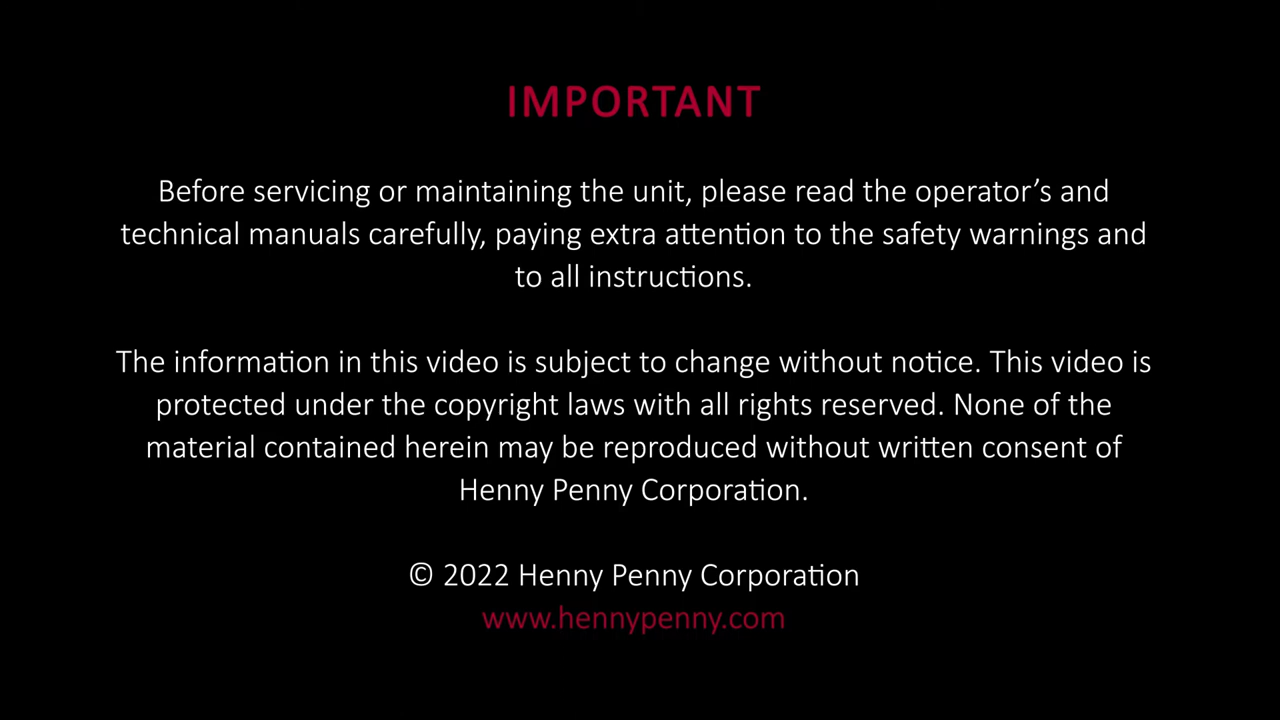 IMPORTANT
Before servicing or maintaining the unit, please read the operator’s and
technical manuals carefully, paying extra attention to the safety warnings and
to all instructions.
The information in this video is subject to change without notice. This video is
protected under the copyright laws with all rights reserved. None of the
material contained herein may be reproduced without written consent of
Henny Penny Corporation.
© 2022 Henny Penny Corporation
www.hennypenny.com